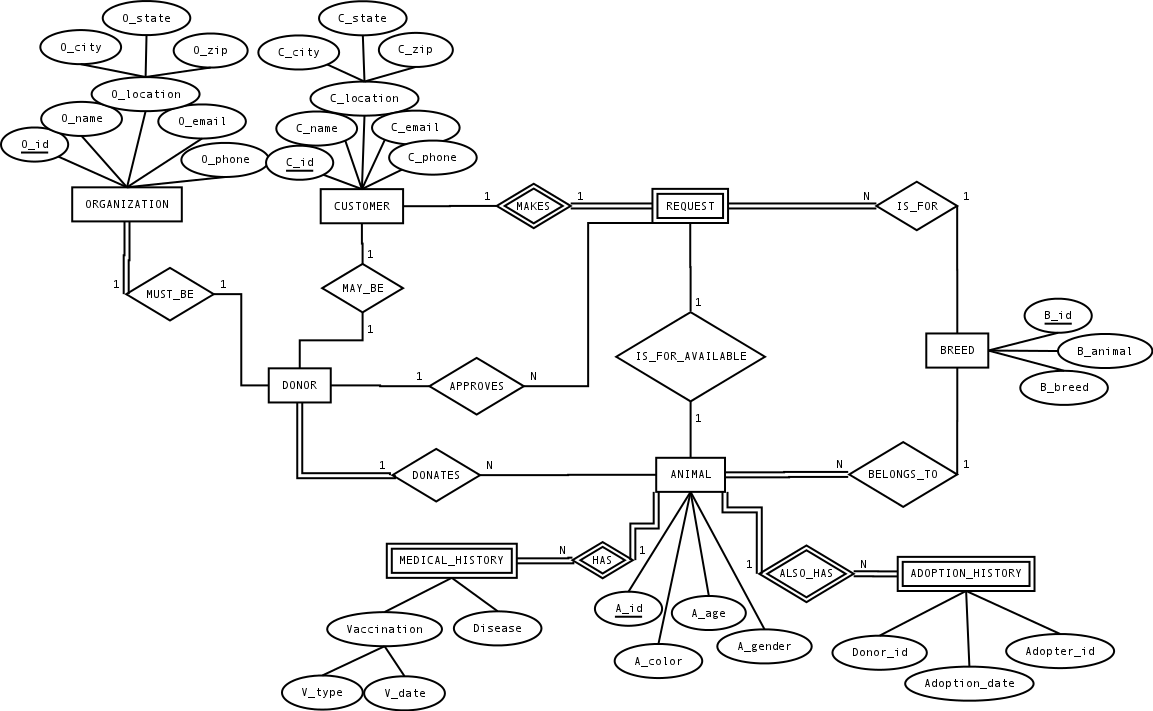 O_state
C_state
O_city
O_zip
C_city
C_zip
O_location
C_location
O_name
O_email
C_name
C_email
O_id
O_phone
C_id
C_phone
ORGANIZATION
CUSTOMER
1
MAKES
1
REQUEST
N
IS_FOR
1
1
1
MUST_BE
1
MAY_BE
1
1
IS_FOR_AVAILABLE
1
B_id
BREED
B_animal
B_breed
DONOR
1
APPROVES
N
1
DONATES
N
ANIMAL
N
BELONGS_TO
1
MEDICAL_HISTORY
N
HAS
1
1
ALSO_HAS
N
ADOPTION_HISTORY
Vaccination
Disease
A_id
A_age
A_color
A_gender
Donor_id
Adopter_id
Adoption_date
V_type
V_date